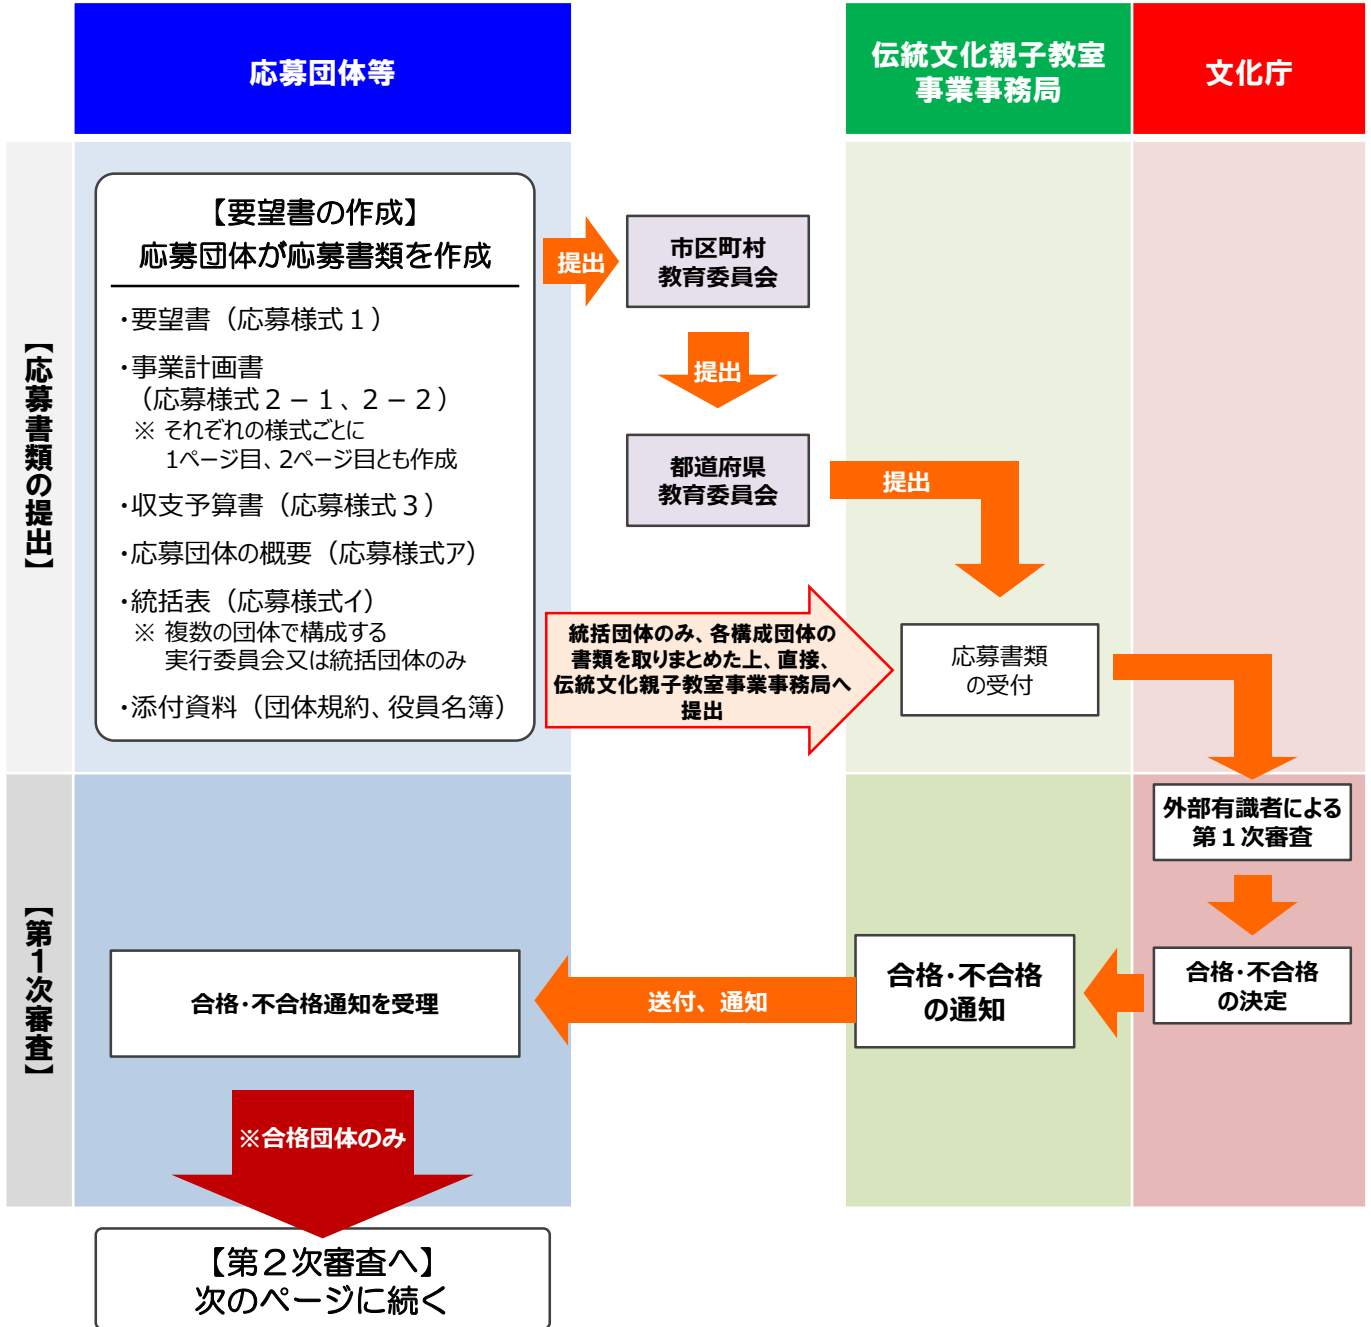 応募団体等
伝統文化親子教室
事業事務局
文化庁
【応募書類の提出】
【要望書の作成】
応募団体が応募書類を作成
・要望書（応募様式１）
・事業計画書
（応募様式２－１、２－２）
※ それぞれの様式ごとに
1ページ目、2ページ目とも作成
・収支予算書（応募様式３）
・応募団体の概要（応募様式ア）
・統括表（応募様式イ）
※ 複数の団体で構成する
実行委員会又は統括団体のみ
・添付資料（団体規約、役員名簿）
提出
市区町村
教育委員会
提出
都道府県
教育委員会
提出
統括団体のみ、各構成団体の
書類を取りまとめた上、直接、
伝統文化親子教室事業事務局へ
提出
応募書類
の受付
【第１次審査】
外部有識者による
第１次審査
合格・不合格
の決定
合格・不合格
の通知
送付、通知
合格・不合格通知を受理
※合格団体のみ
【第２次審査へ】
次のページに続く